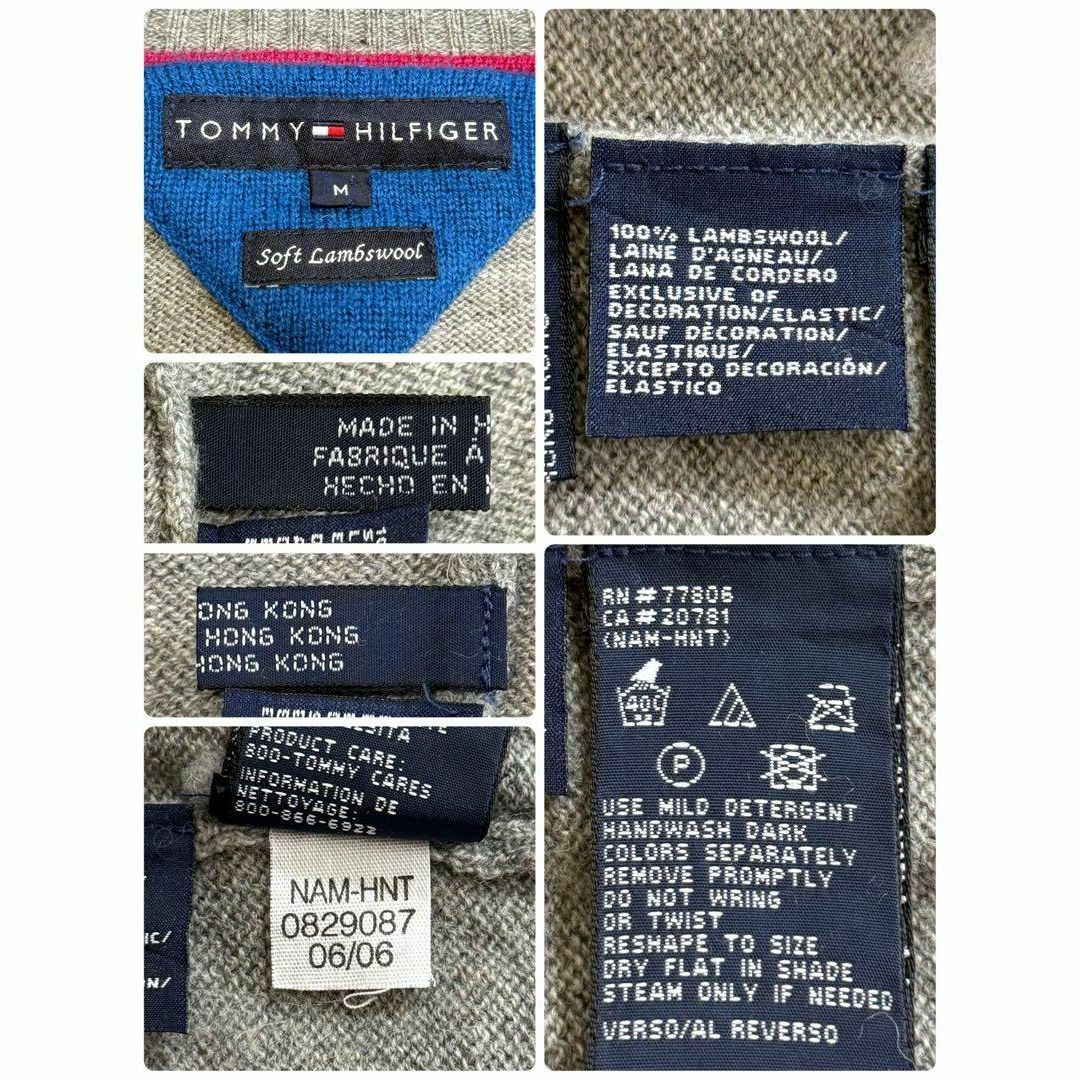 TOMMY HILFIGER
M
Soft Lambswool
100% LAMBSWOOL/
LAINE D'AGNEAU/
LANA DE CORDERO
EXCLUSIVE OF
DECORATION/ELASTIC/
SAUF DÉCORATION/
ELASTIQUE/
EXCEPTO DECORACIÓN/
ELASTICO
MADE IN H
FABRIQUE À
HECHO EN
ONG KONG
HONG KONG
HONG KONG
PRODUCT CARE:
800-TOMMY CARES
INFORMATION DE
NETTOYAGE:
800-866-6922
NAM-HNT
0829087
06/06
IC/
N/
RN#77806
CA#20781
(NAM-HNT)
40C
P
USE MILD DETERGENT
HANDWASH DARK
COLORS SEPARATELY
REMOVE PROMPTLY
DO NOT WRING
OR TWIST
RESHAPE TO SIZE
DRY FLAT IN SHADE
STEAM ONLY IF NEEDED
VERSO/AL REVERSO